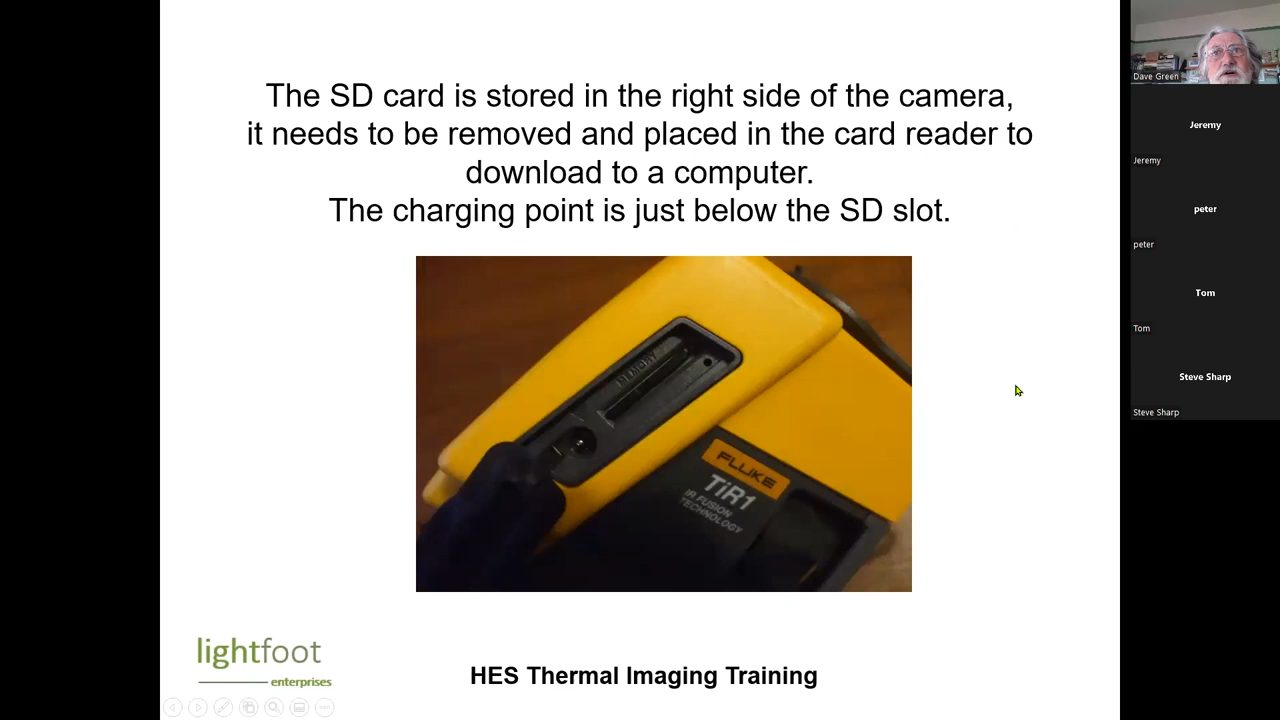 The SD card is stored in the right side of the camera,
it needs to be removed and placed in the card reader to
download to a computer.
The charging point is just below the SD slot.
MEMORY
FLUKE
TiR1
IR FUSION
TECHNOLOGY
lightfoot
enterprises
HES Thermal Imaging Training
Dave Green
Jeremy
Jeremy
peter
peter
Tom
Tom
Steve Sharp
Steve Sharp